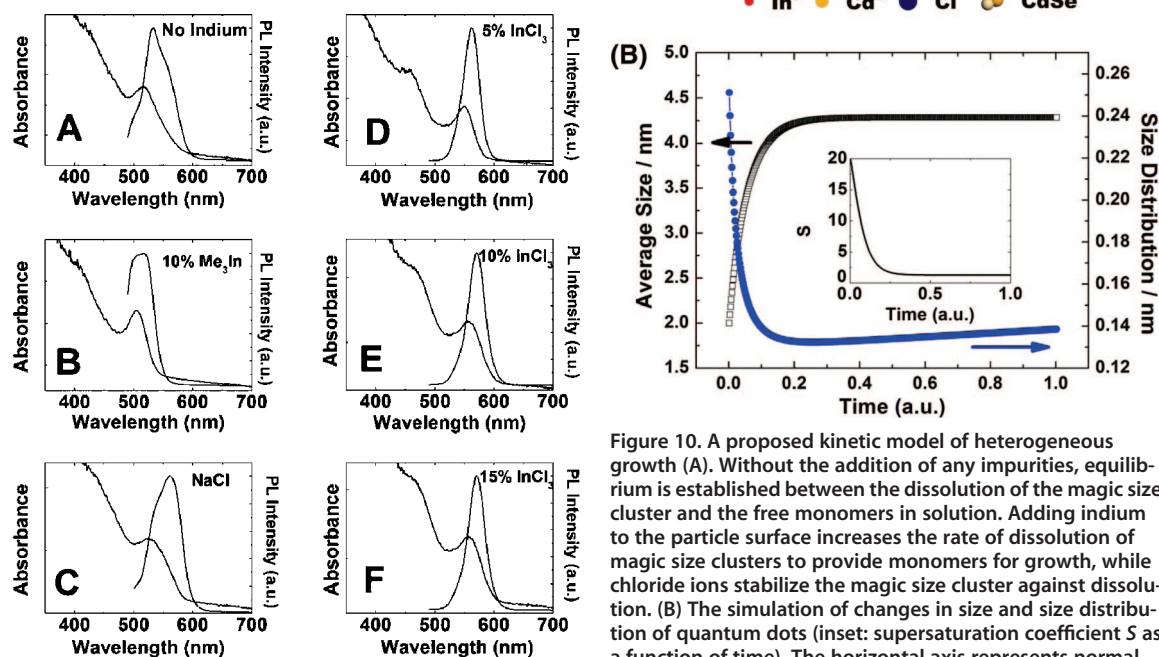 No Indium
A
Absorbance
PL Intensity (a.u.)
400 500 600 700
Wavelength (nm)
5% InCl3
D
Absorbance
PL Intensity (a.u.)
400 500 600 700
Wavelength (nm)
10% Me3In
B
Absorbance
PL Intensity (a.u.)
400 500 600 700
Wavelength (nm)
10% InCl3
E
Absorbance
PL Intensity (a.u.)
400 500 600 700
Wavelength (nm)
NaCl
C
Absorbance
PL Intensity (a.u.)
400 500 600 700
Wavelength (nm)
15% InCl3
F
Absorbance
PL Intensity (a.u.)
400 500 600 700
Wavelength (nm)
CdSe
(B)
5.0
4.5
4.0
3.5
3.0
2.5
2.0
1.5
Average Size / nm
0.26
0.24
0.22
0.20
0.18
0.16
0.14
0.12
Size Distribution / nm
20
15
10
5
0
S
0.0 0.5 1.0
Time (a.u.)
0.0 0.2 0.4 0.6 0.8 1.0
Time (a.u.)
Figure 10. A proposed kinetic model of heterogeneous
growth (A). Without the addition of any impurities, equilib-
rium is established between the dissolution of the magic size
cluster and the free monomers in solution. Adding indium
to the particle surface increases the rate of dissolution of
magic size clusters to provide monomers for growth, while
chloride ions stabilize the magic size cluster against dissolu-
tion. (B) The simulation of changes in size and size distribu-
tion of quantum dots (inset: supersaturation coefficient S as
a function of time). The horizontal axis represents normal